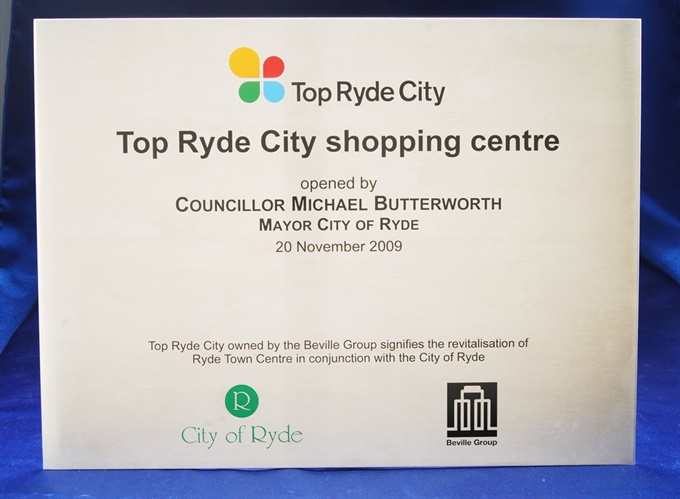 Top Ryde City
Top Ryde City shopping centre
opened by
COUNCILLOR MICHAEL BUTTERWORTH
MAYOR CITY OF RYDE
20 November 2009
Top Ryde City owned by the Beville Group signifies the revitalisation of
Ryde Town Centre in conjunction with the City of Ryde
R
City of Ryde
Beville Group